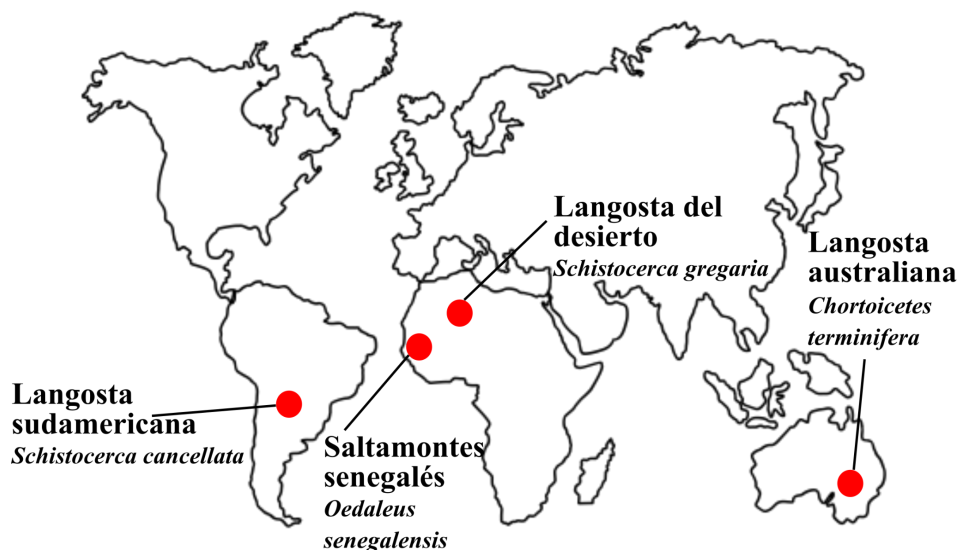 Langosta del
desierto
Schistocerca gregaria
Langosta
australiana
Chortoicetes
terminifera
Langosta
sudamericana
Schistocerca cancellata
Saltamontes
senegalés
Oedaleus
senegalensis